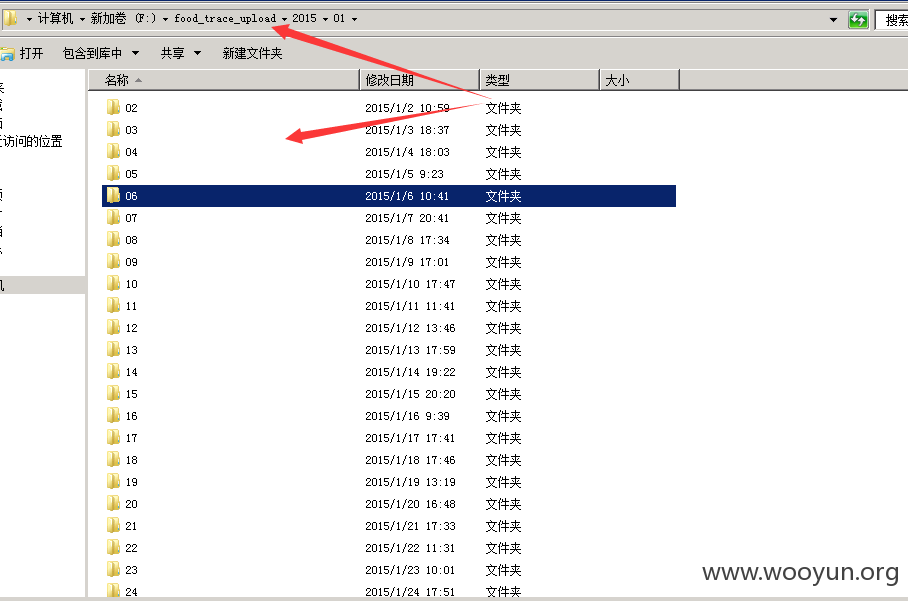 计算机 新加卷 (F:) food_trace_upload 2015 01 搜索
打开 包含到库中 共享 新建文件夹
名称 修改日期 类型 大小
02 2015/1/2 10:59 文件夹
03 2015/1/3 18:37 文件夹
04 2015/1/4 18:03 文件夹
访问的位置
05 2015/1/5 9:23 文件夹
06 2015/1/6 10:41 文件夹
07 2015/1/7 20:41 文件夹
08 2015/1/8 17:34 文件夹
09 2015/1/9 17:01 文件夹
10 2015/1/10 17:47 文件夹
11 2015/1/11 11:41 文件夹
12 2015/1/12 13:46 文件夹
13 2015/1/13 17:59 文件夹
14 2015/1/14 19:22 文件夹
15 2015/1/15 20:20 文件夹
16 2015/1/16 9:39 文件夹
17 2015/1/17 17:41 文件夹
18 2015/1/18 17:46 文件夹
19 2015/1/19 13:19 文件夹
20 2015/1/20 16:48 文件夹
21 2015/1/21 17:33 文件夹
22 2015/1/22 11:31 文件夹
23 2015/1/23 10:01 文件夹
24 2015/1/24 17:51 文件夹
www.wooyun.org